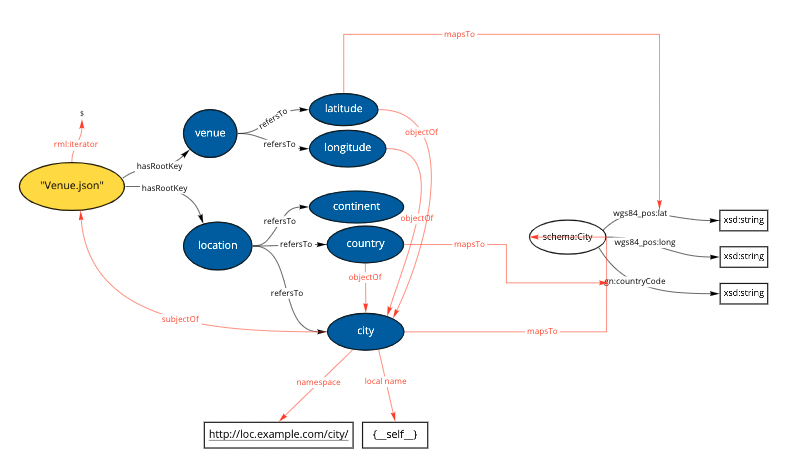 mapsTo
$
latitude
refersTo
venue
objectOf
rml:iterator
refersTo
longitude
hasRootKey
"Venue.json"
hasRootKey
continent
wgs84_pos:lat
xsd:string
refersTo
objectOf
location
refersTo
country
mapsTo
schema:City
wgs84_pos:long
xsd:string
objectOf
gn:countryCode
refersTo
xsd:string
subjectOf
city
mapsTo
namespace
local name
http://loc.example.com/city/
{__self__}